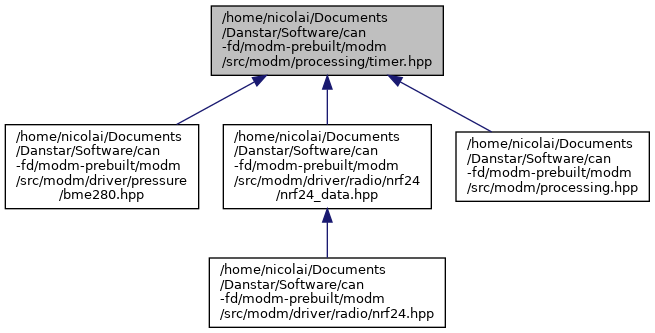 /home/nicolai/Documents
/Danstar/Software/can
-fd/modm-prebuilt/modm
/src/modm/processing/timer.hpp
/home/nicolai/Documents
/Danstar/Software/can
-fd/modm-prebuilt/modm
/src/modm/driver/pressure
/bme280.hpp
/home/nicolai/Documents
/Danstar/Software/can
-fd/modm-prebuilt/modm
/src/modm/driver/radio/nrf24
/nrf24_data.hpp
/home/nicolai/Documents
/Danstar/Software/can
-fd/modm-prebuilt/modm
/src/modm/processing.hpp
/home/nicolai/Documents
/Danstar/Software/can
-fd/modm-prebuilt/modm
/src/modm/driver/radio/nrf24.hpp